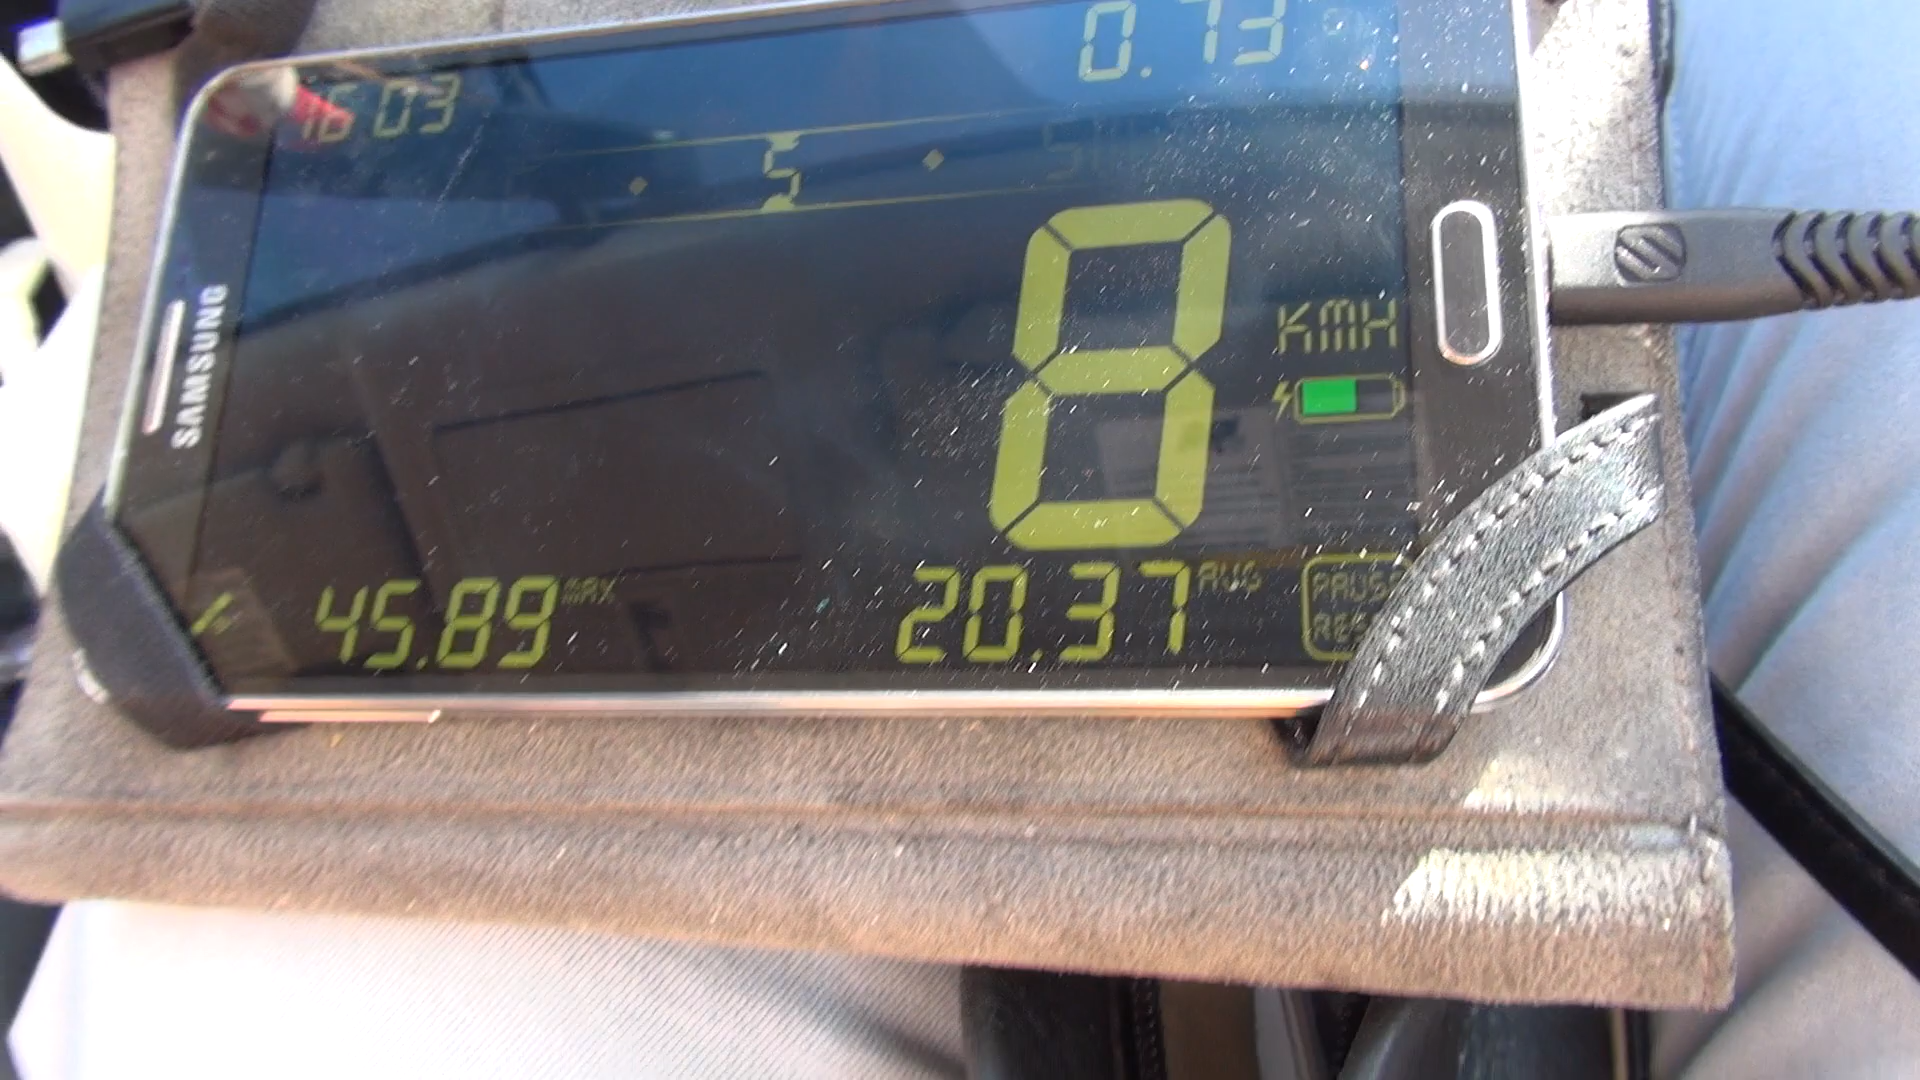 0.73
16 03
S
SAMSUNG
8
KMH
45.89 MAX
20.37 AVG
PAUSE